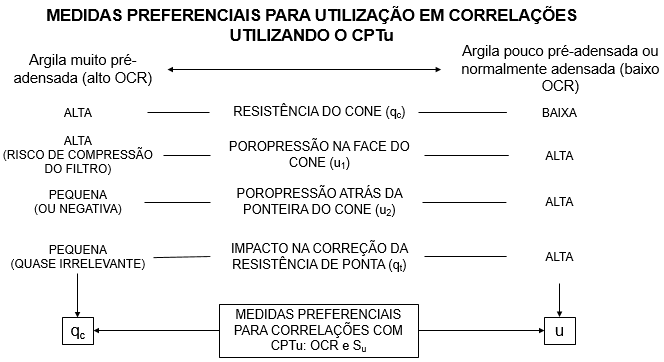 MEDIDAS PREFERENCIAIS PARA UTILIZAÇÃO EM CORRELAÇÕES
UTILIZANDO O CPTu
Argila muito pré-
adensada (alto OCR)
Argila pouco pré-adensada ou
normalmente adensada (baixo
OCR)
ALTA
RESISTÊNCIA DO CONE (qc)
BAIXA
ALTA
(RISCO DE COMPRESSÃO
DO FILTRO)
POROPRESSÃO NA FACE DO
CONE (u1)
ALTA
PEQUENA
(OU NEGATIVA)
POROPRESSÃO ATRÁS DA
PONTEIRA DO CONE (u2)
ALTA
PEQUENA
(QUASE IRRELEVANTE)
IMPACTO NA CORREÇÃO DA
RESISTÊNCIA DE PONTA (qt)
ALTA
qc
MEDIDAS PREFERENCIAIS
PARA CORRELAÇÕES COM
CPTu: OCR e Su
u